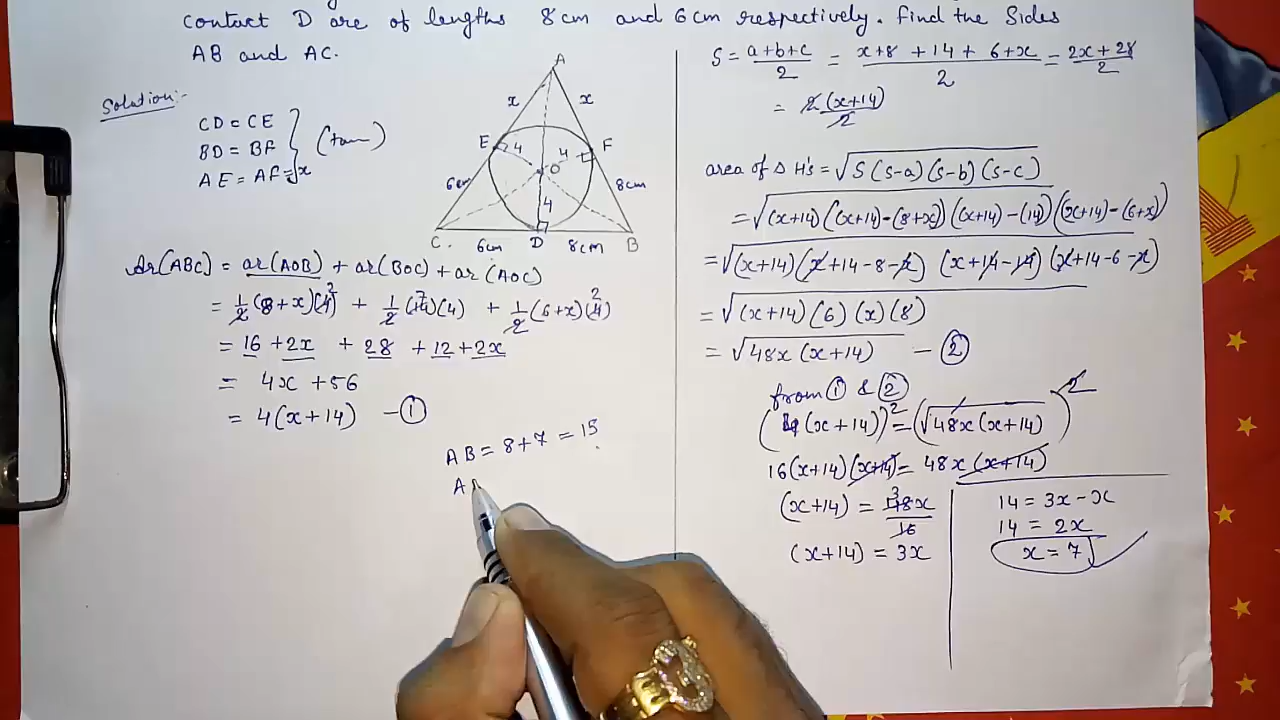 contact D are of lengths 8cm and 6cm respectively. Find the Sides
AB and AC.
Solution:-
CD = CE
BD = BF
AE = AF = x
(tan)
A
x x
E 4 4 F
O
6cm 4 8cm
C. 6cm D 8cm B
Ar(ABC) = ar(AOB) + ar(BOC) + ar(AOC)
= 1/2 (8+x)(4) 2 + 1/2 (14)(4) 7 + 1/2 (6+x)(4) 2
= 16 + 2x + 28 + 12 + 2x
= 4x + 56
= 4(x+14) - ①
AB = 8+7 = 15
A
S = a+b+c/2 = x+8 + 14 + 6+x/2 = 2x+28/2
= 2(x+14)/2
area of Δ H's = √S(s-a)(s-b)(s-c)
= √(x+14)((x+14)-(8+x))((x+14)-(14))((x+14)-(6+x))
= √(x+14)(x+14-8-x)(x+14-14)(x+14-6-x)
= √(x+14)(6)(x)(8)
= √48x(x+14) - ②
from ① & ②
(4(x+14))² = (√48x(x+14))²
16(x+14)(x+14) = 48x(x+14)
(x+14) = 48x/16 3
(x+14) = 3x
14 = 3x-x
14 = 2x
x = 7